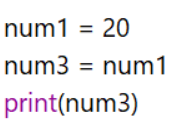 num1 = 20
num3 = num1
print(num3)